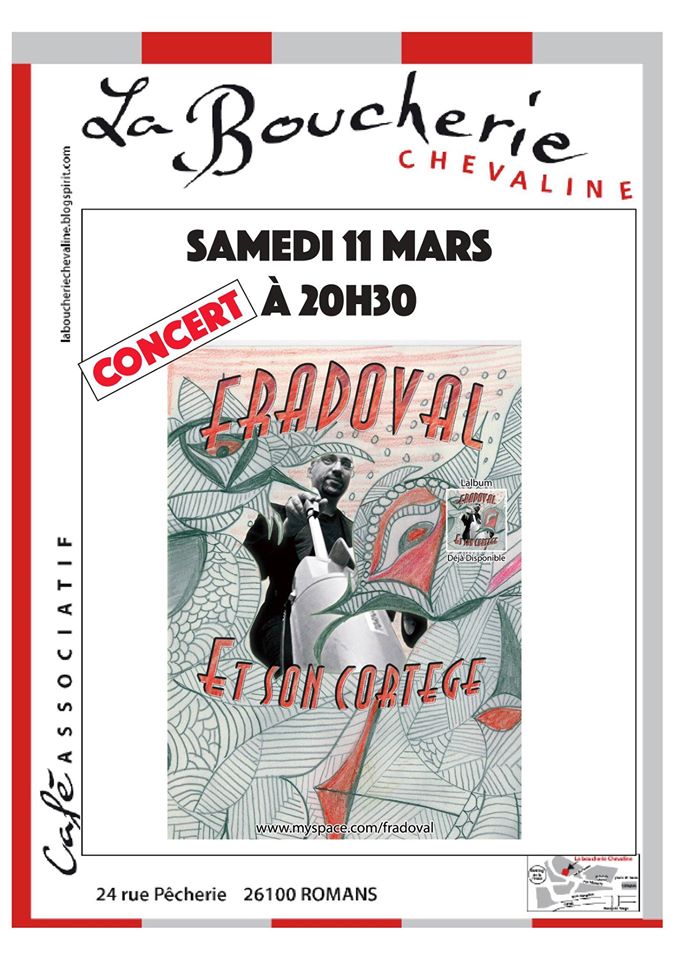 La Boucherie
CHEVALINE
laboucheriechevaline.blogspirit.com
SAMEDI 11 MARS
À 20H30
CONCERT
FRADOVAL
L'album
FRADOVAL
ET SON CORTEGE
Déjà Disponible
ET SON CORTEGE
www.myspace.com/fradoval
Café ASSOCIATIF
24 rue Pêcherie 26100 ROMANS
La boucherie Chevaline